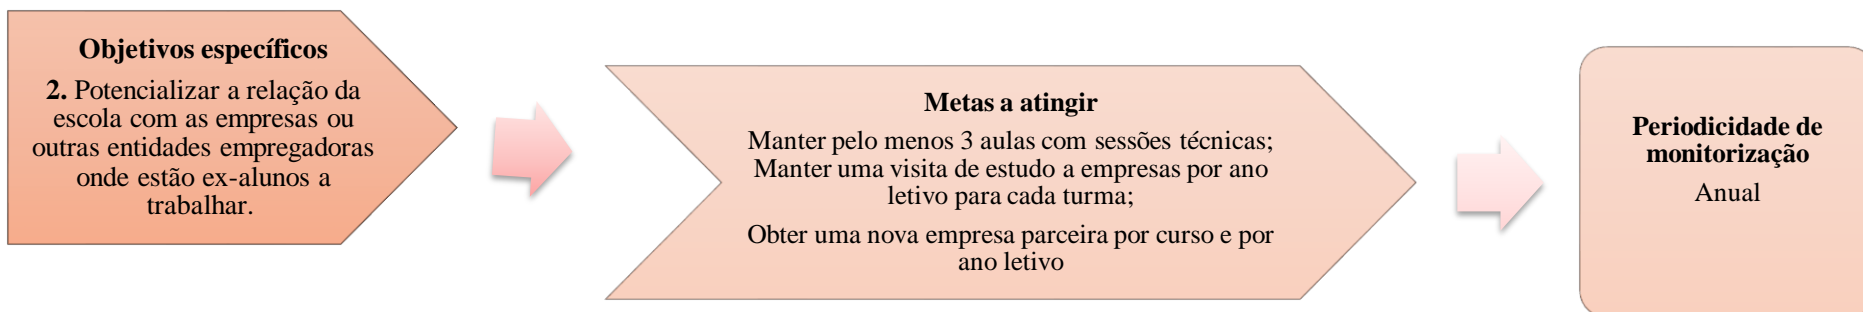 Objetivos específicos
2. Potencializar a relação da
escola com as empresas ou
outras entidades empregadoras
onde estão ex-alunos a
trabalhar.
Metas a atingir
Manter pelo menos 3 aulas com sessões técnicas;
Manter uma visita de estudo a empresas por ano
letivo para cada turma;
Obter uma nova empresa parceira por curso e por
ano letivo
Periodicidade de
monitorização
Anual